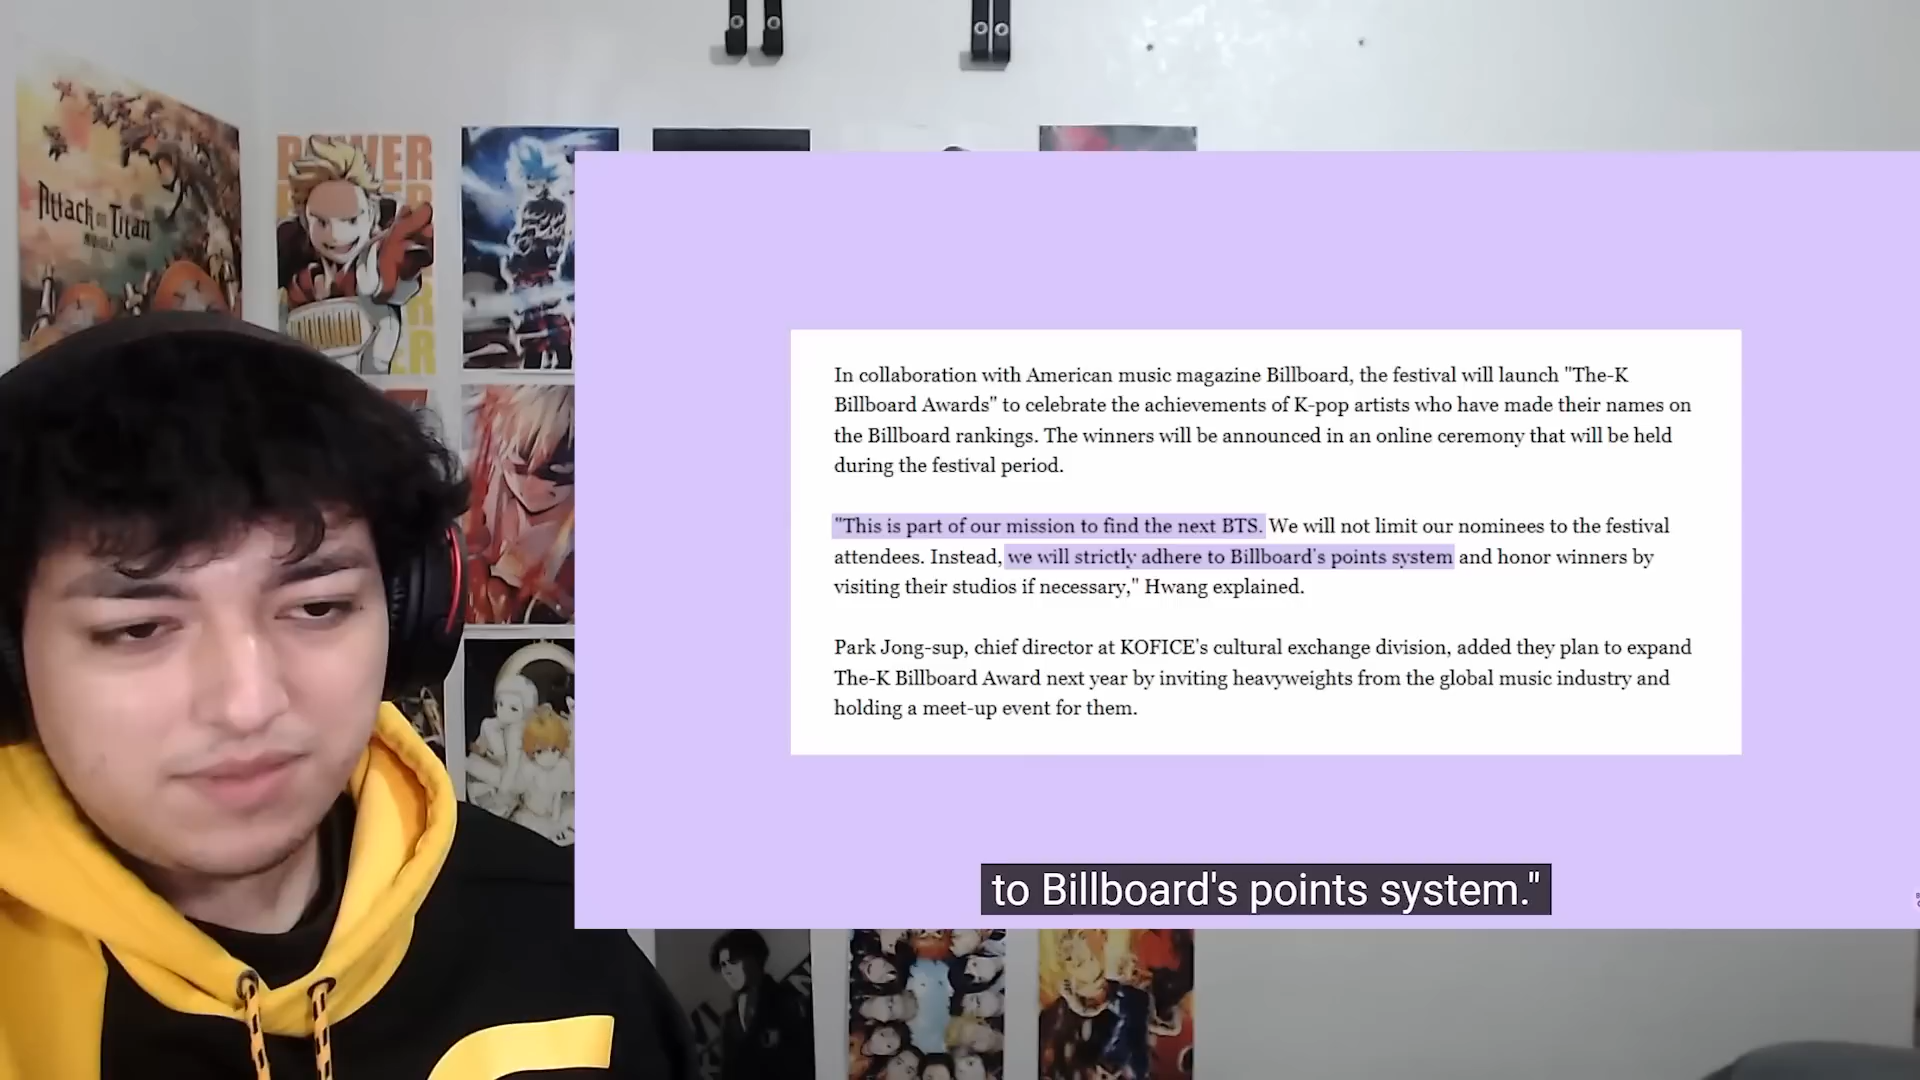 POWER
Attack on Titan
In collaboration with American music magazine Billboard, the festival will launch "The-K
Billboard Awards" to celebrate the achievements of K-pop artists who have made their names on
the Billboard rankings. The winners will be announced in an online ceremony that will be held
during the festival period.
"This is part of our mission to find the next BTS. We will not limit our nominees to the festival
attendees. Instead, we will strictly adhere to Billboard's points system and honor winners by
visiting their studios if necessary," Hwang explained.
Park Jong-sup, chief director at KOFICE's cultural exchange division, added they plan to expand
The-K Billboard Award next year by inviting heavyweights from the global music industry and
holding a meet-up event for them.
to Billboard's points system."